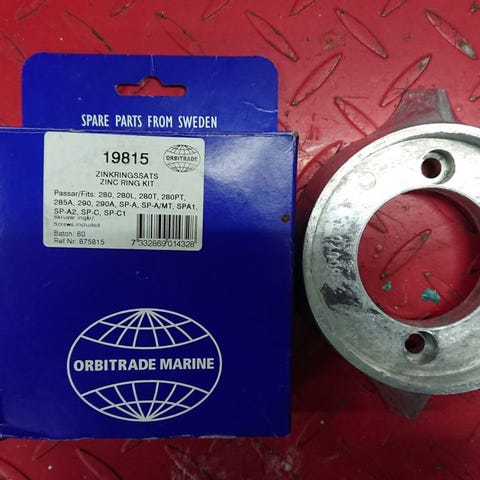 SPARE PARTS FROM SWEDEN
19815
ORBITRADE
ZINKRINGSSATS
ZINC RING KIT
Passar/Fits: 280, 280L, 280T, 280PT,
285A, 290, 290A, SP-A, SP-A/MT, SPA1,
SP-A2, SP-C, SP-C1
Skruvar ingår/
Screws included
Batch: 60
Ref Nr: 875815
7 332869 014328
ORBITRADE MARINE